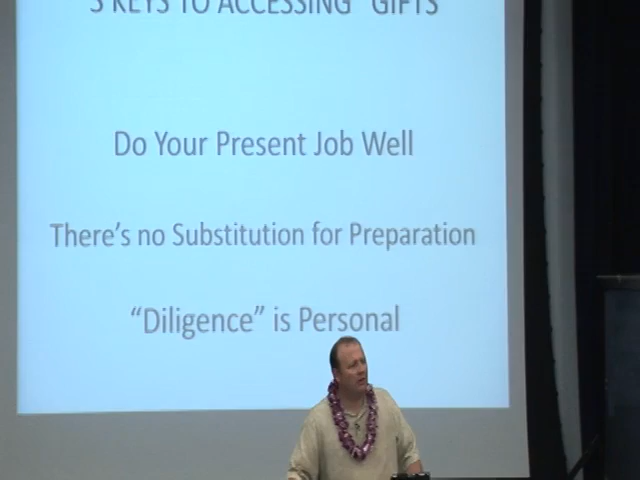 3 KEYS TO ACCESSING "GIFTS"
Do Your Present Job Well
There's no Substitution for Preparation
"Diligence" is Personal